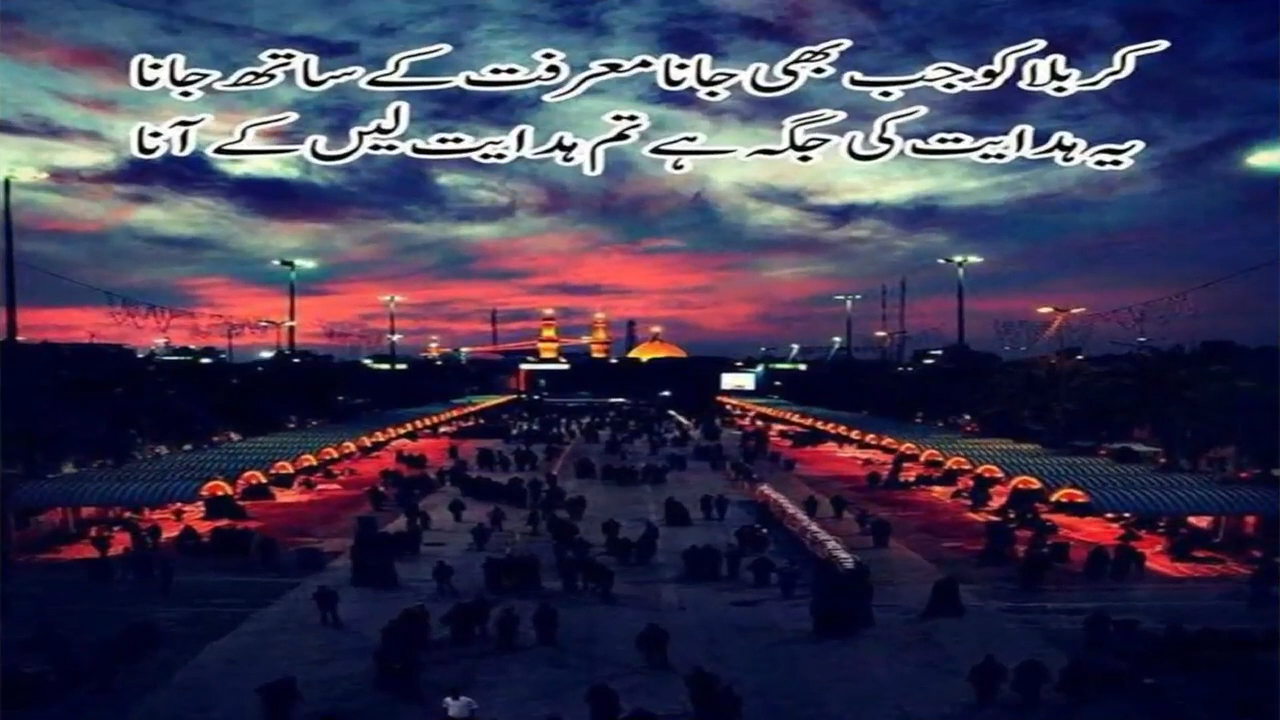 کربلا کو جب بھی جانا معرفت کے ساتھ جانا
یہ ہدایت کی جگہ ہے تم ہدایت لیں کے آنا